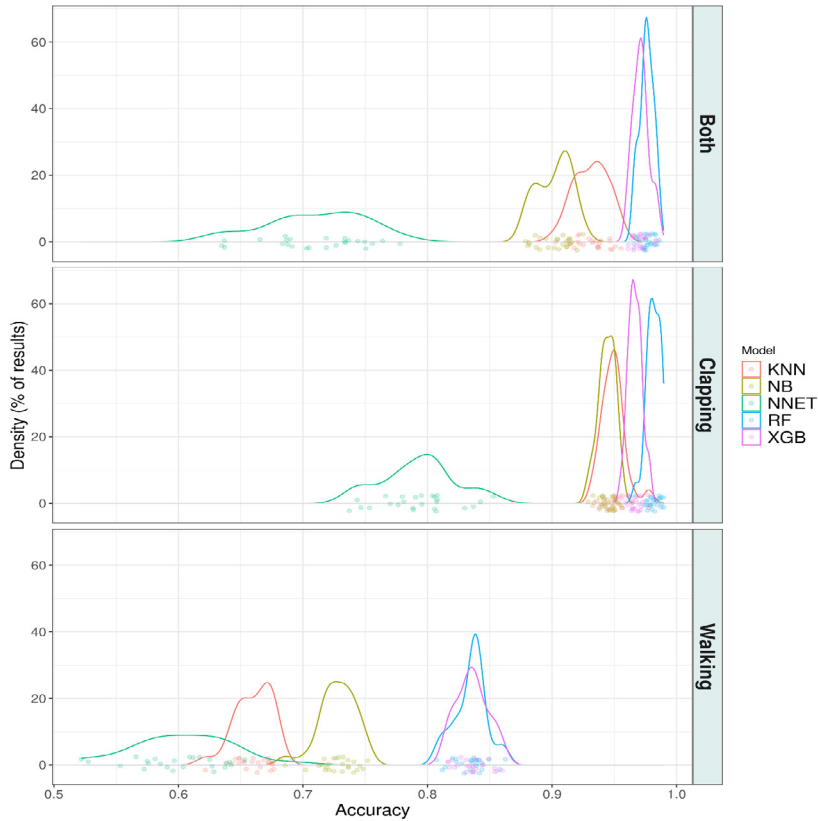 60
40
20
0
Both
60
40
20
0
Clapping
60
40
20
0
Walking
0.5 0.6 0.7 0.8 0.9 1.0
Accuracy
Density (% of results)
Model
KNN
NB
NNET
RF
XGB